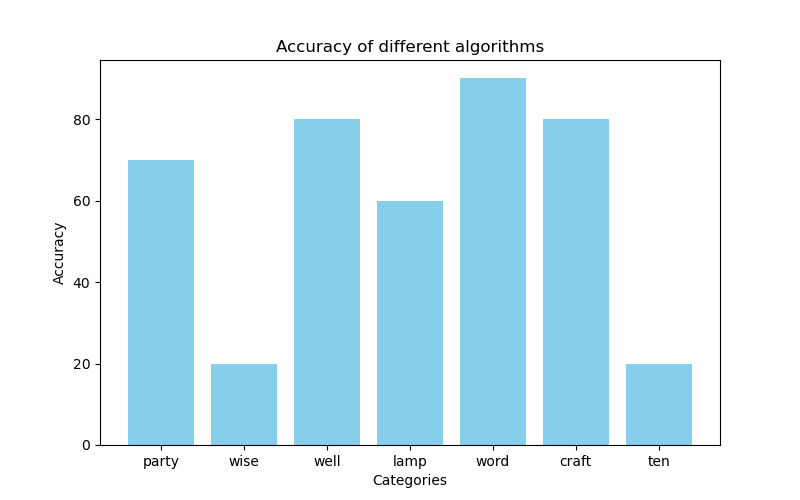 Accuracy of different algorithms
Accuracy
80
60
40
20
0
party wise well lamp word craft ten
Categories